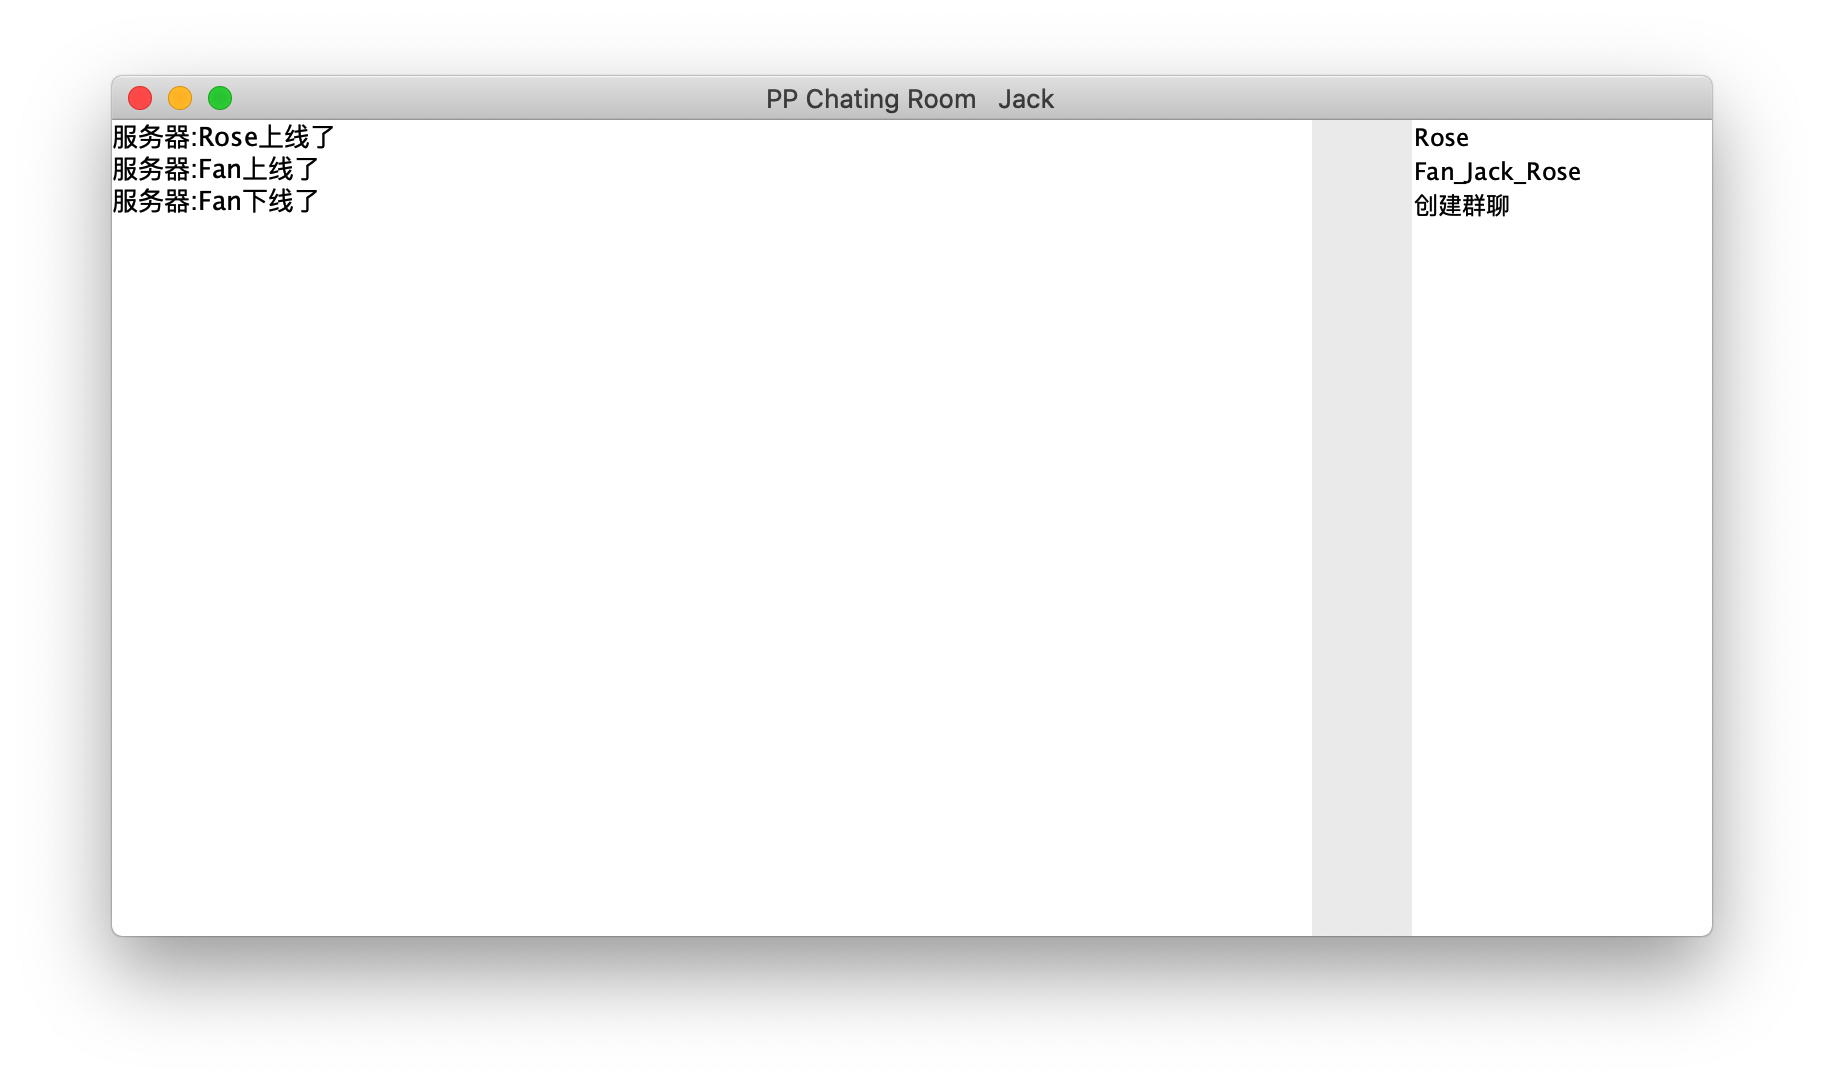 PP Chating Room   Jack
服务器:Rose上线了
服务器:Fan上线了
服务器:Fan下线了
Rose
Fan_Jack_Rose
创建群聊